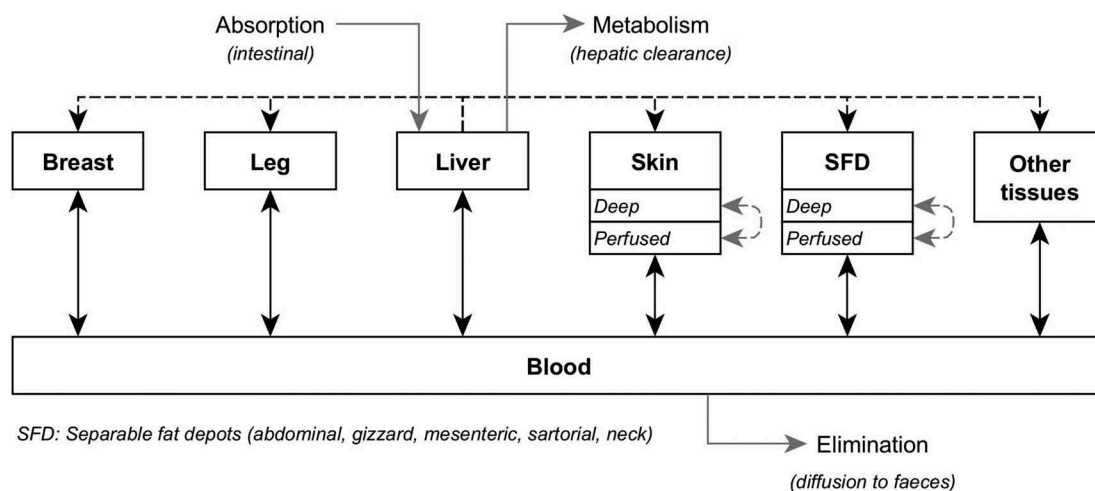 Absorption
(intestinal)
Metabolism
(hepatic clearance)
Breast
Leg
Liver
Skin
Deep
Perfused
SFD
Deep
Perfused
Other
tissues
Blood
SFD: Separable fat depots (abdominal, gizzard, mesenteric, sartorial, neck)
Elimination
(diffusion to faeces)